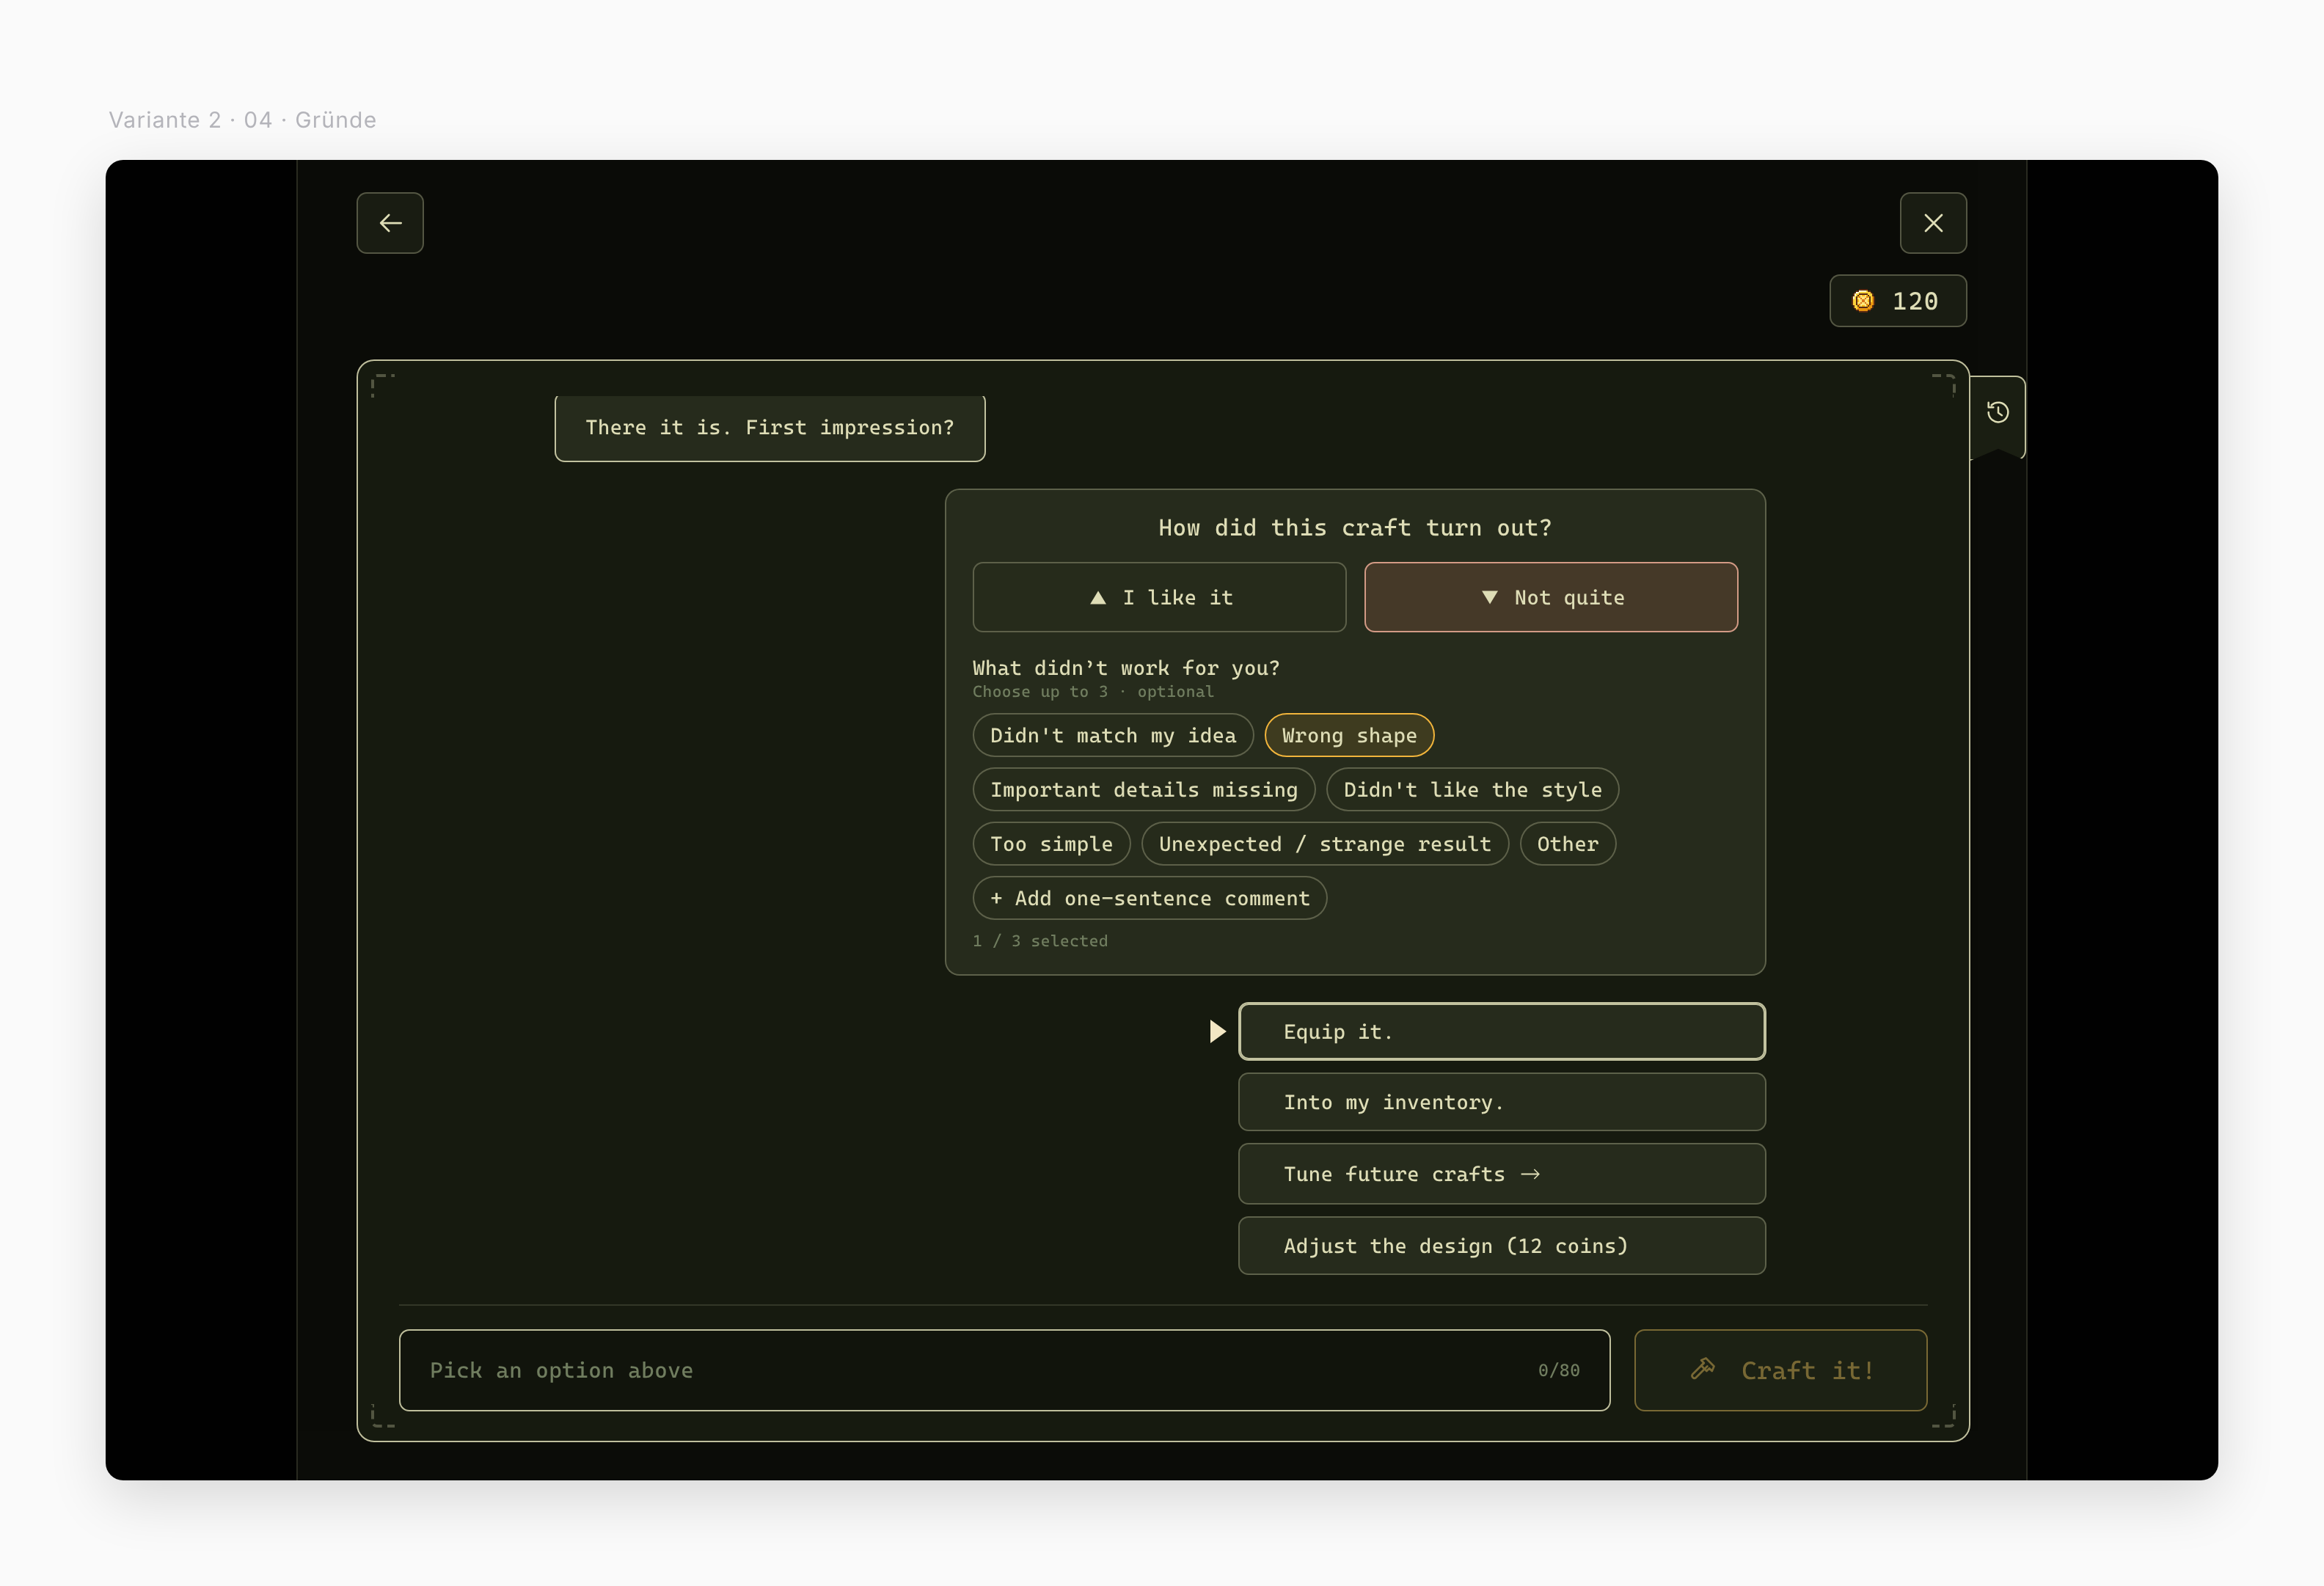 Variante 2 · 04 · Gründe
120
There it is. First impression?
How did this craft turn out?
▲ I like it
▼ Not quite
What didn’t work for you?
Choose up to 3 · optional
Didn't match my idea
Wrong shape
Important details missing
Didn't like the style
Too simple
Unexpected / strange result
Other
+ Add one-sentence comment
1 / 3 selected
Equip it.
Into my inventory.
Tune future crafts →
Adjust the design (12 coins)
Pick an option above
0/80
Craft it!